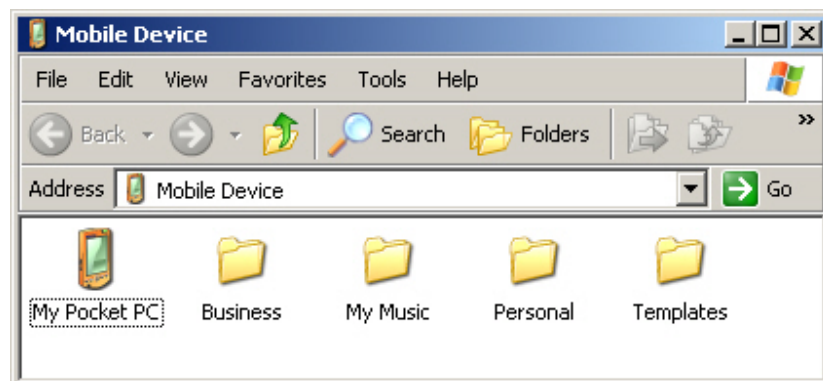 Mobile Device
File Edit View Favorites Tools Help
Back Search Folders »
Address Mobile Device Go
My Pocket PC Business My Music Personal Templates